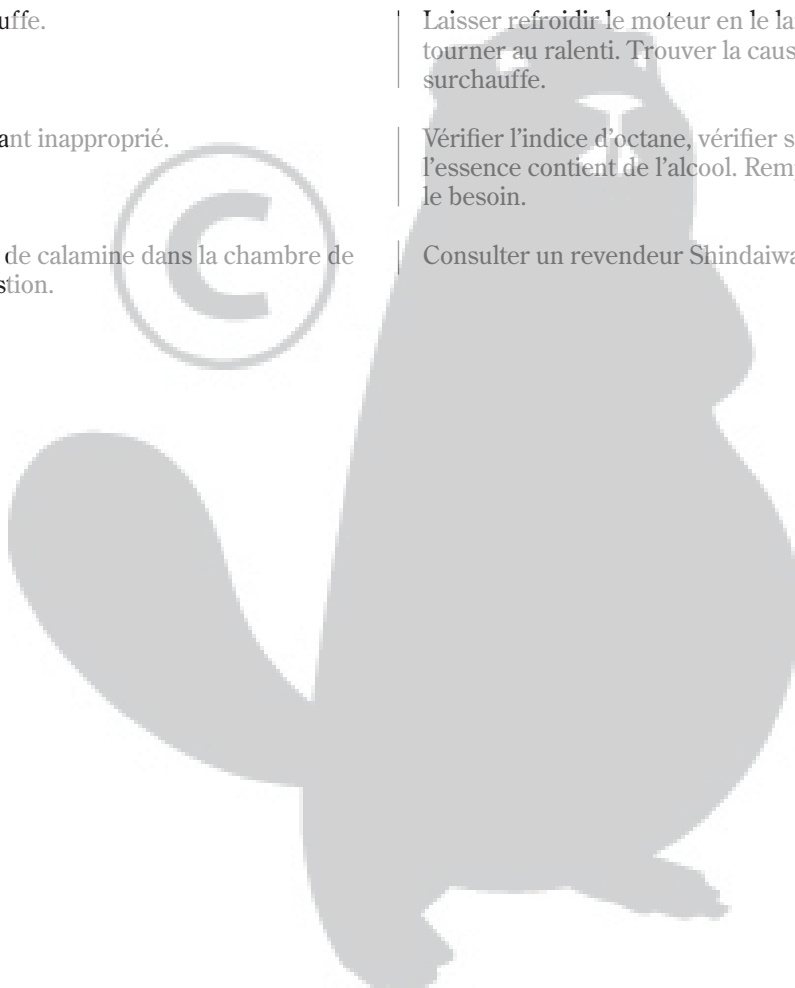 uffe.
Laisser refroidir le moteur en le la
tourner au ralenti. Trouver la caus
surchauffe.
ant inapproprié.
Vérifier l’indice d’octane, vérifier s
l’essence contient de l’alcool. Remp
le besoin.
de calamine dans la chambre de
stion.
Consulter un revendeur Shindaiwa
©